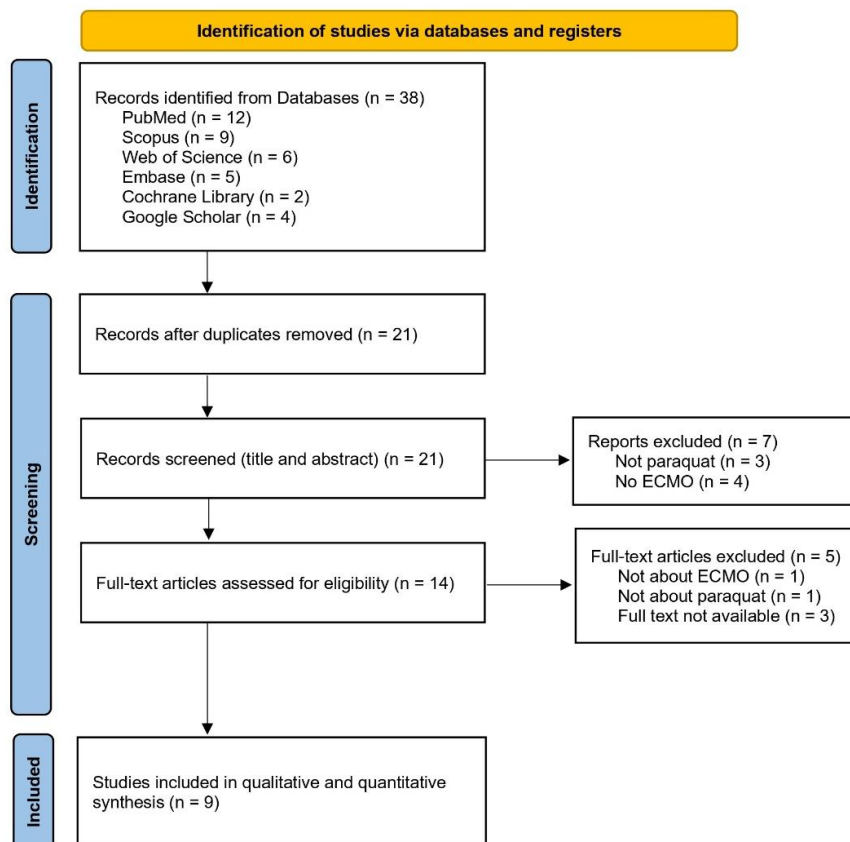 Identification of studies via databases and registers
Identification
Records identified from Databases (n = 38)
PubMed (n = 12)
Scopus (n = 9)
Web of Science (n = 6)
Embase (n = 5)
Cochrane Library (n = 2)
Google Scholar (n = 4)
Screening
Records after duplicates removed (n = 21)
Records screened (title and abstract) (n = 21)
Reports excluded (n = 7)
Not paraquat (n = 3)
No ECMO (n = 4)
Full-text articles assessed for eligibility (n = 14)
Full-text articles excluded (n = 5)
Not about ECMO (n = 1)
Not about paraquat (n = 1)
Full text not available (n = 3)
Included
Studies included in qualitative and quantitative
synthesis (n = 9)